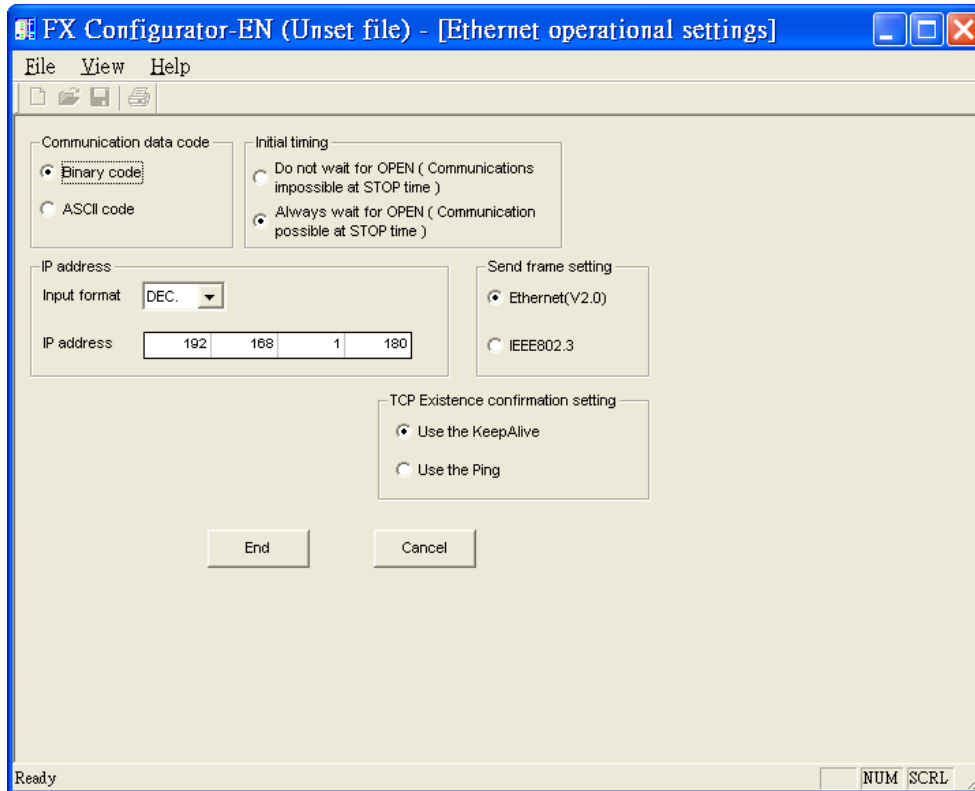 FX Configurator-EN (Unset file) - [Ethernet operational settings]
File View Help
Communication data code
Binary code
ASCII code
Initial timing
Do not wait for OPEN ( Communications
impossible at STOP time )
Always wait for OPEN ( Communication
possible at STOP time )
IP address
Input format DEC.
IP address 192 168 1 180
Send frame setting
Ethernet(V2.0)
IEEE802.3
TCP Existence confirmation setting
Use the KeepAlive
Use the Ping
End Cancel
Ready NUM SCRL